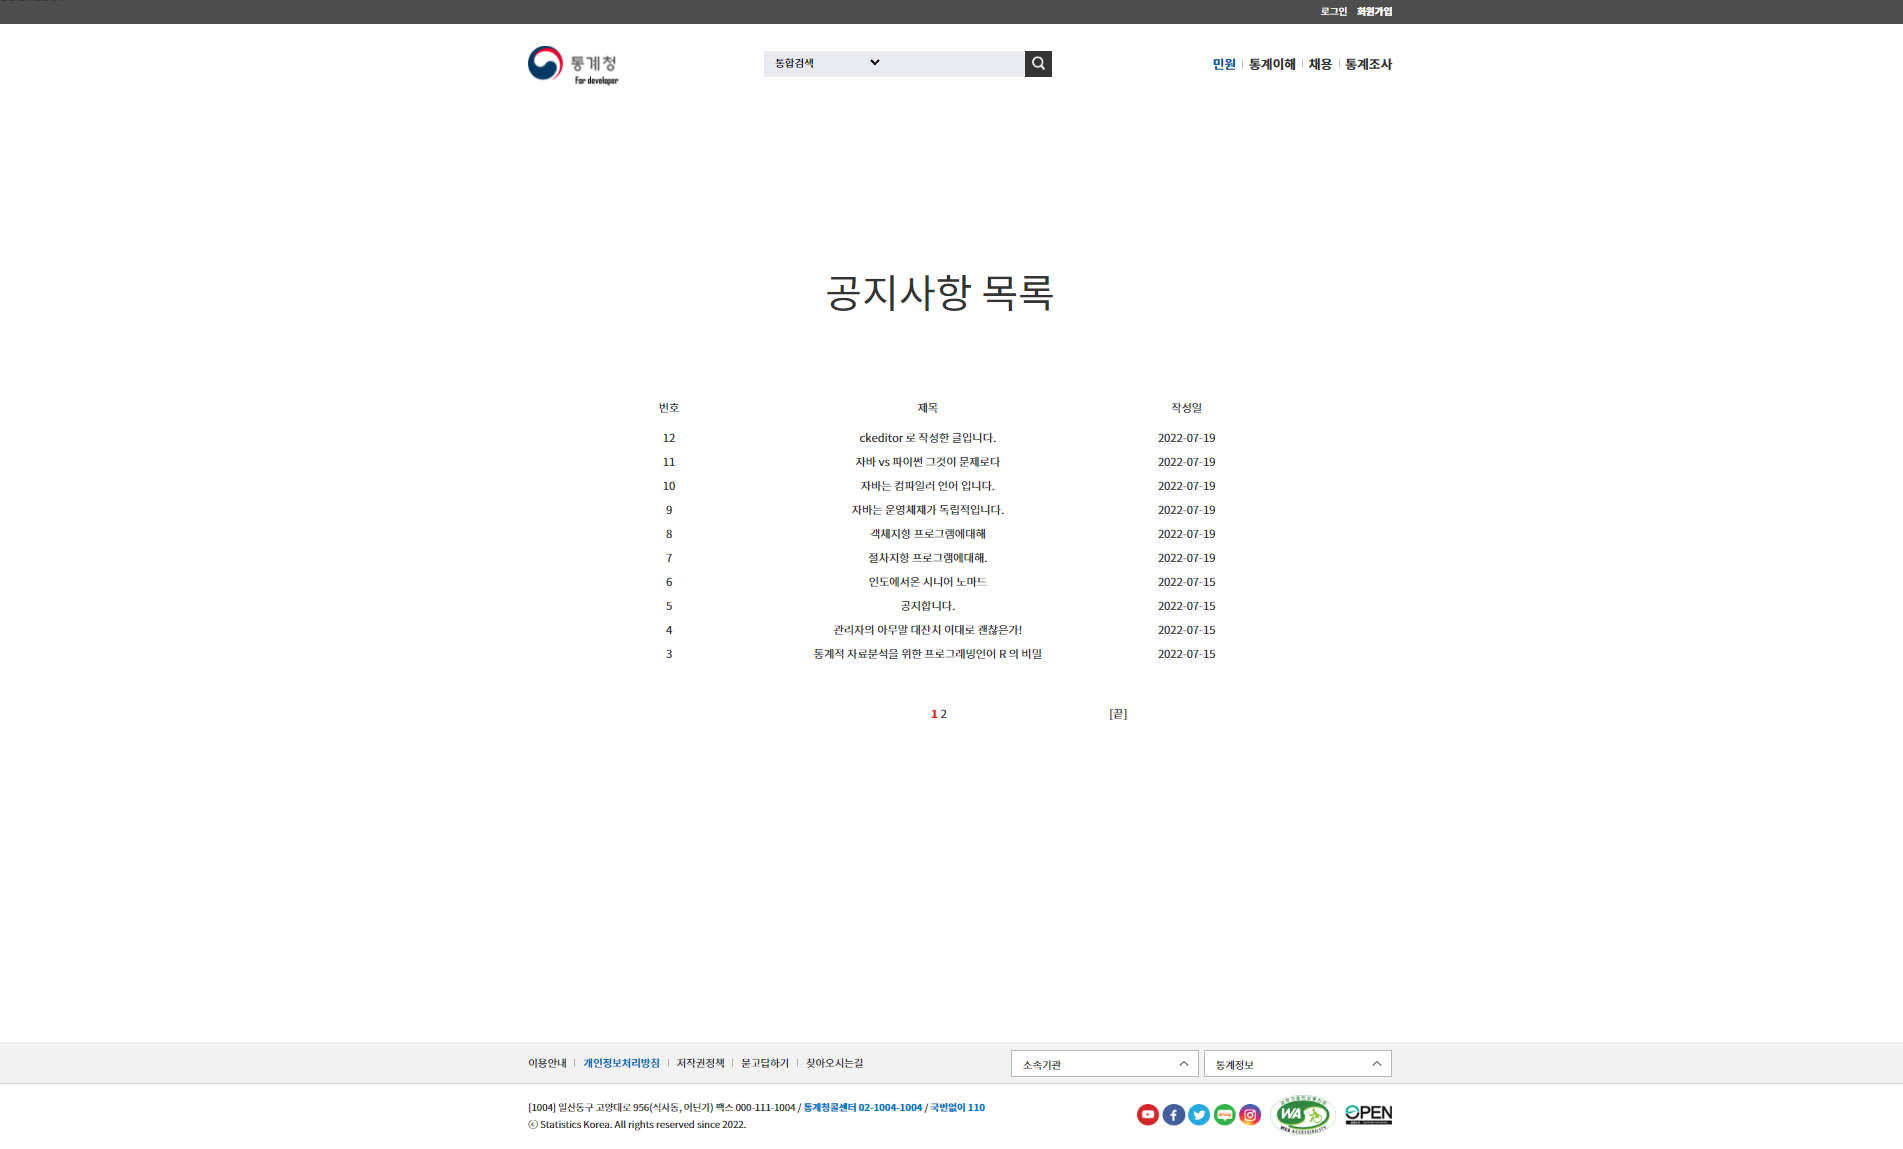 로그인 회원가입
통계청
For developer
통합검색
민원 통계이해 채용 통계조사
공지사항 목록
번호 제목 작성일
12 ckeditor 로 작성한 글입니다. 2022-07-19
11 자바 vs 파이썬 그것이 문제로다 2022-07-19
10 자바는 컴파일러 언어 입니다. 2022-07-19
9 자바는 운영체제가 독립적입니다. 2022-07-19
8 객체지향 프로그램에대해 2022-07-19
7 절차지향 프로그램에대해. 2022-07-19
6 인도에서온 시니어 노마드 2022-07-15
5 공지합니다. 2022-07-15
4 관리자의 아무말 대잔치 이대로 괜찮은가! 2022-07-15
3 통계적 자료분석을 위한 프로그래밍언어 R 의 비밀 2022-07-15
1 2 [끝]
이용안내 개인정보처리방침 저작권정책 묻고답하기 찾아오시는길 소속기관 통계정보
[1004] 일산동구 고양대로 956(식사동, 어딘가) 팩스 000-111-1004 / 통계청콜센터 02-1004-1004 / 국번없이 110
ⓒ Statistics Korea. All rights reserved since 2022.
blog
WA
WEB ACCESSIBILITY
OPEN